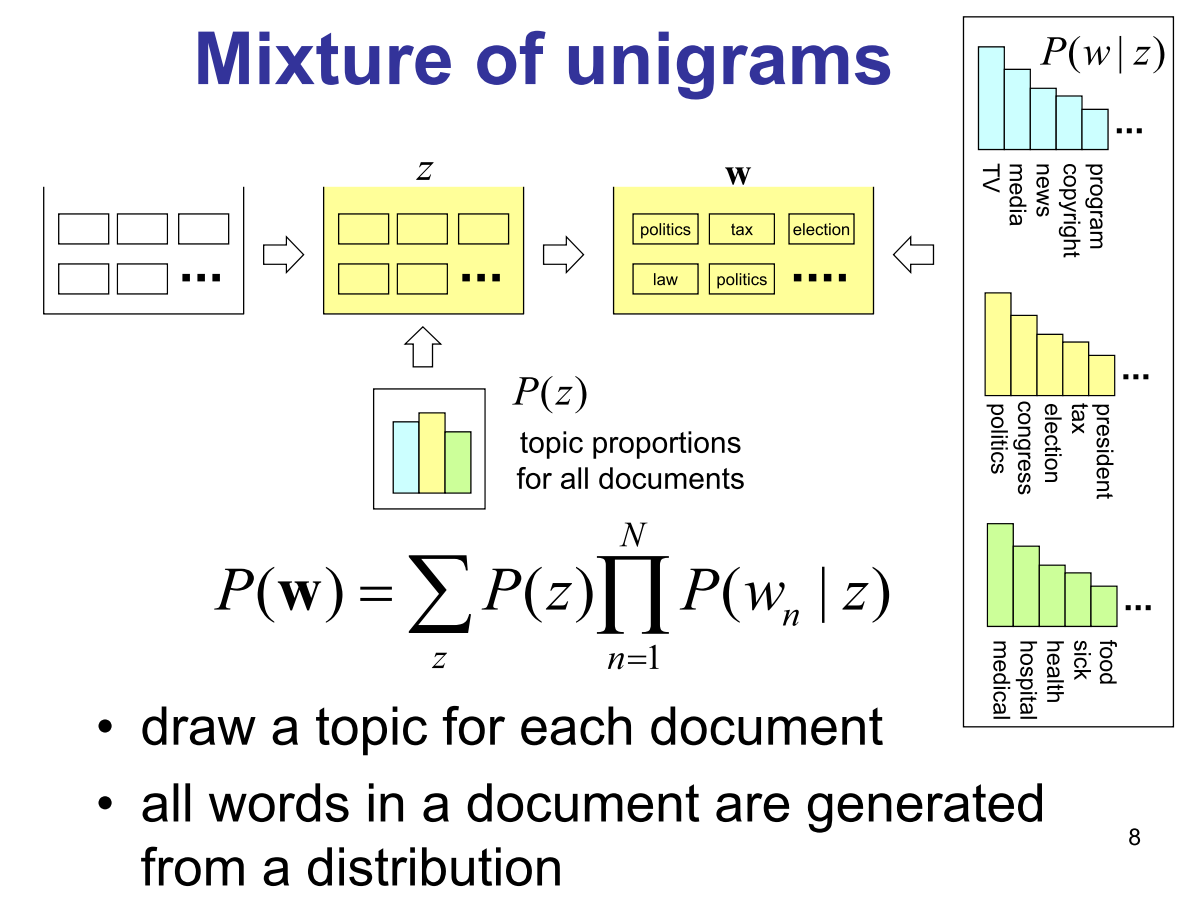 Mixture of unigrams
P(w | z)
...
TV
media
news
copyright
program
z
w
politics tax election
...
law politics ....
...
politics
congress
election
tax
president
P(z)
topic proportions
for all documents
P(w) = ∑_z P(z) ∏_{n=1}^{N} P(w_n | z)
...
medical
hospital
health
sick
food
• draw a topic for each document
• all words in a document are generated
from a distribution
8